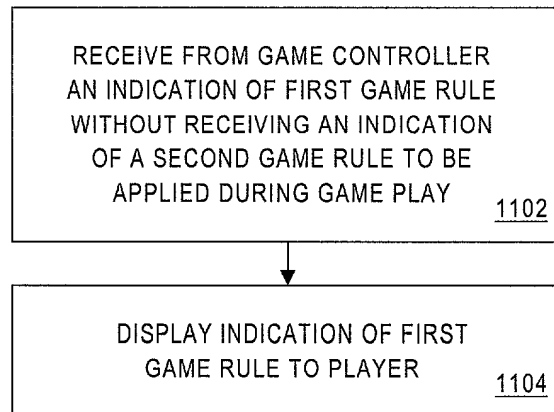 RECEIVE FROM GAME CONTROLLER
AN INDICATION OF FIRST GAME RULE
WITHOUT RECEIVING AN INDICATION
OF A SECOND GAME RULE TO BE
APPLIED DURING GAME PLAY
1102
DISPLAY INDICATION OF FIRST
GAME RULE TO PLAYER
1104